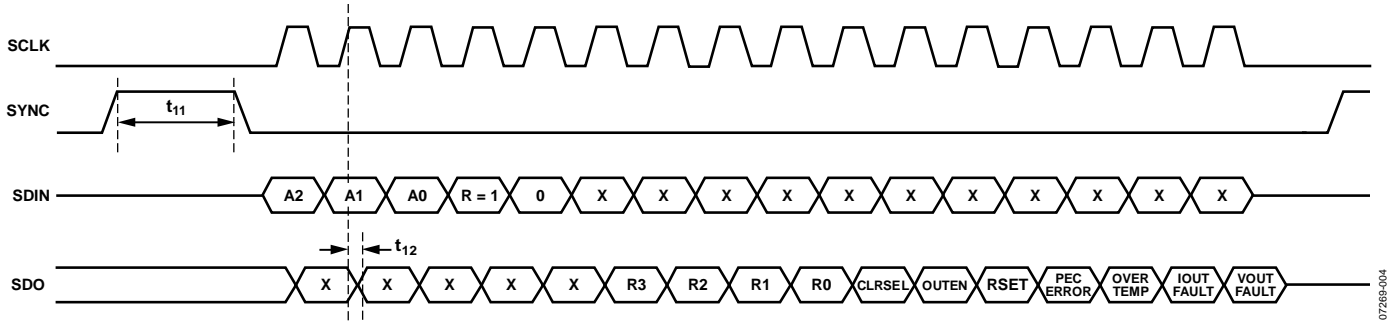 SCLK
SYNC
t11
SDIN A2 A1 A0 R = 1 0 X X X X X X X X X X X
t12
SDO X X X X X R3 R2 R1 R0 CLRSEL OUTEN RSET PEC ERROR OVER TEMP IOUT FAULT VOUT FAULT
07269-004